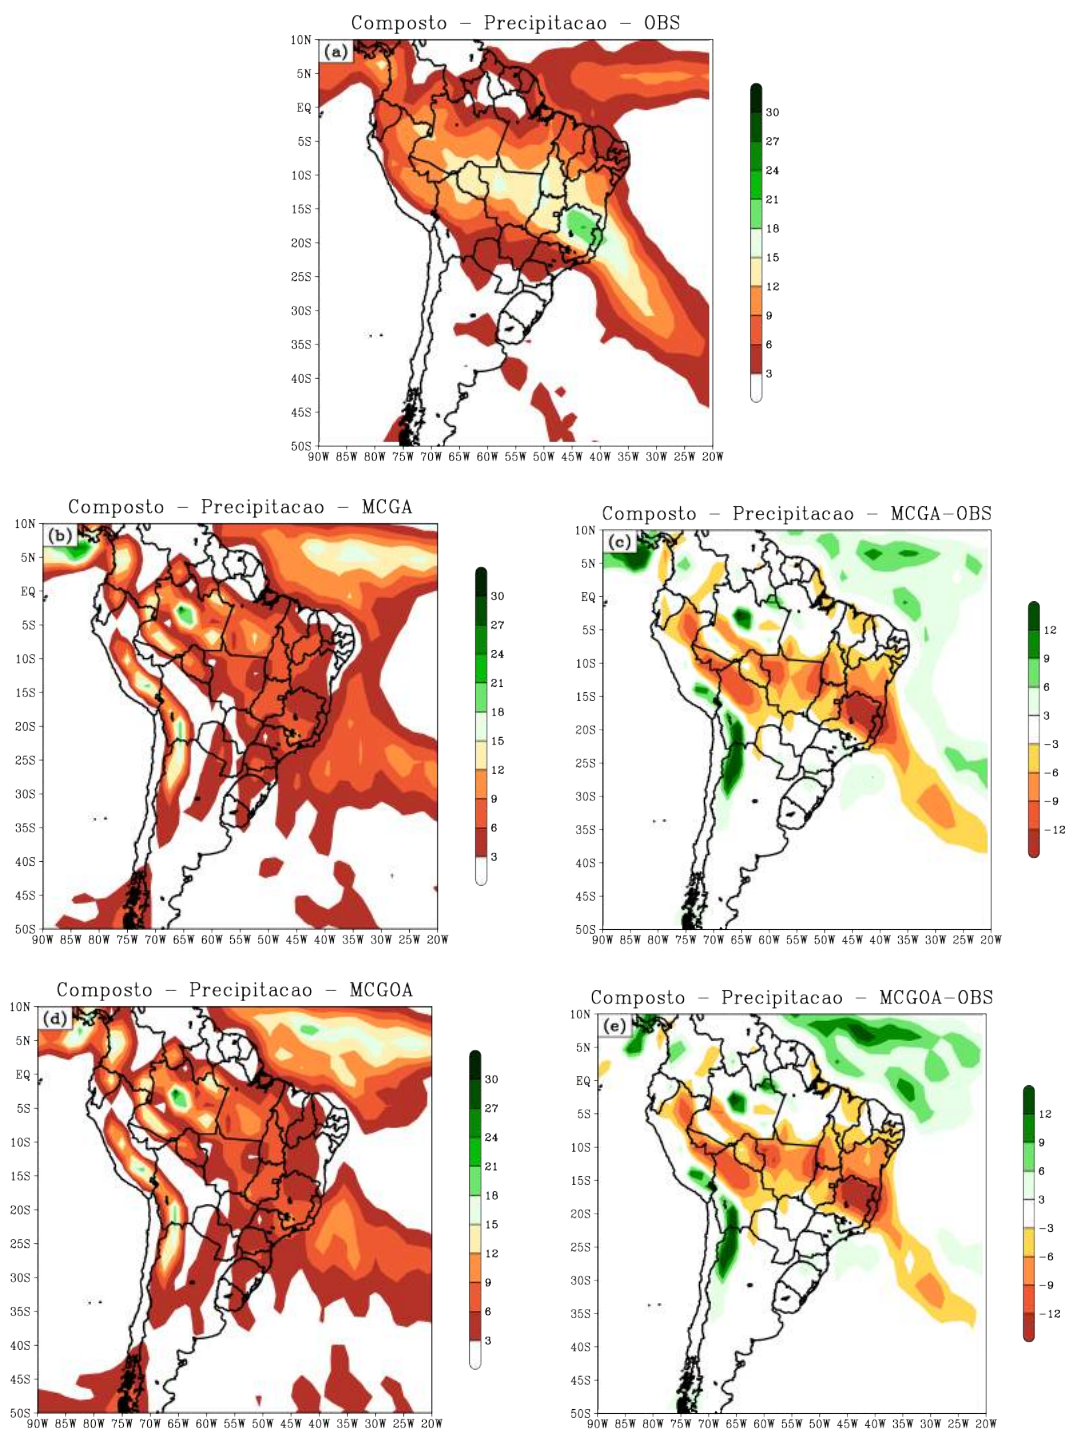 Composto – Precipitacao – OBS
(a)
10N
5N
EQ
5S
10S
15S
20S
25S
30S
35S
40S
45S
50S
90W 85W 80W 75W 70W 65W 60W 55W 50W 45W 40W 35W 30W 25W 20W
30
27
24
21
18
15
12
9
6
3
Composto – Precipitacao – MCGA
(b)
10N
5N
EQ
5S
10S
15S
20S
25S
30S
35S
40S
45S
50S
90W 85W 80W 75W 70W 65W 60W 55W 50W 45W 40W 35W 30W 25W 20W
30
27
24
21
18
15
12
9
6
3
Composto – Precipitacao – MCGA-OBS
(c)
10N
5N
EQ
5S
10S
15S
20S
25S
30S
35S
40S
45S
50S
90W 85W 80W 75W 70W 65W 60W 55W 50W 45W 40W 35W 30W 25W 20W
12
9
6
3
-3
-6
-9
-12
Composto – Precipitacao – MCGOA
(d)
10N
5N
EQ
5S
10S
15S
20S
25S
30S
35S
40S
45S
50S
90W 85W 80W 75W 70W 65W 60W 55W 50W 45W 40W 35W 30W 25W 20W
30
27
24
21
18
15
12
9
6
3
Composto – Precipitacao – MCGOA-OBS
(e)
10N
5N
EQ
5S
10S
15S
20S
25S
30S
35S
40S
45S
50S
90W 85W 80W 75W 70W 65W 60W 55W 50W 45W 40W 35W 30W 25W 20W
12
9
6
3
-3
-6
-9
-12